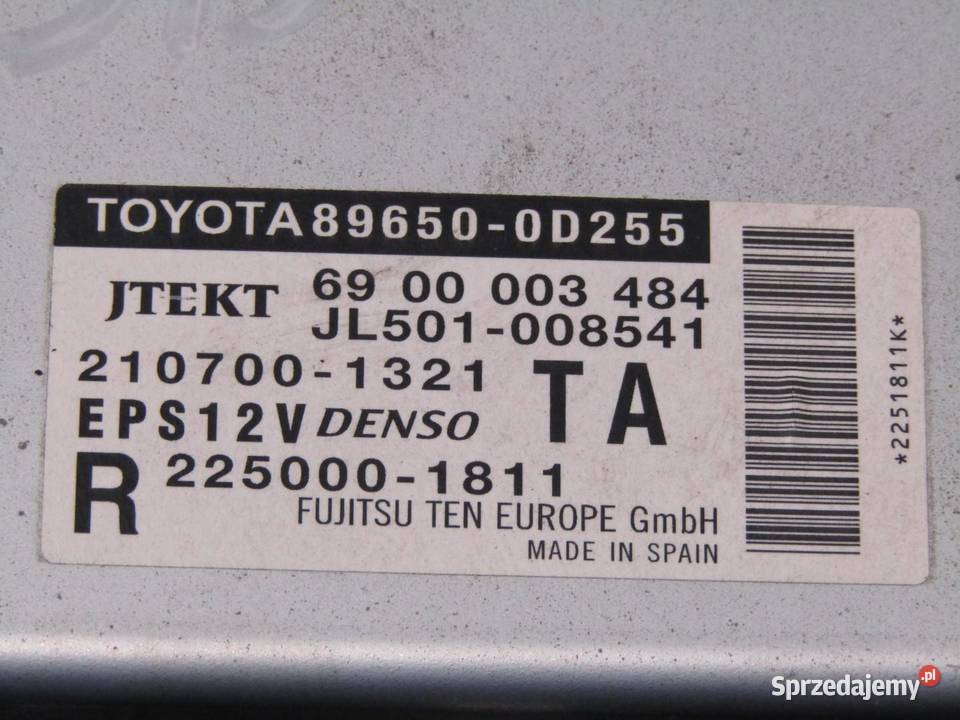 TOYOTA 89650-0D255
JTEKT 69 00 003 484
JL501-008541
210700-1321 TA
EPS12V DENSO
R 225000-1811
FUJITSU TEN EUROPE GmbH
MADE IN SPAIN
*2251811K*
Sprzedajemy.pl